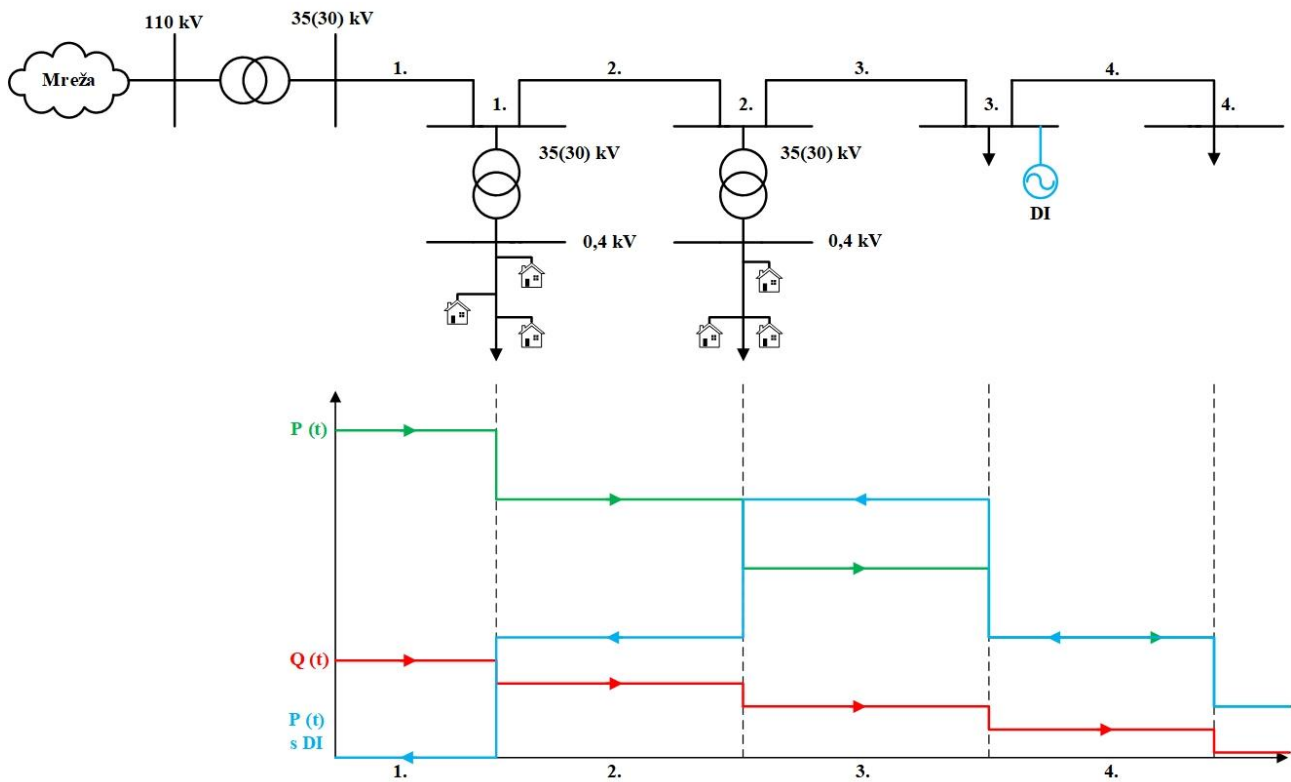 110 kV
35(30) kV
Mreža
1.
2.
3.
4.
1.
2.
3.
4.
35(30) kV
35(30) kV
DI
0,4 kV
0,4 kV
P (t)
Q (t)
P (t)
s DI
1.
2.
3.
4.